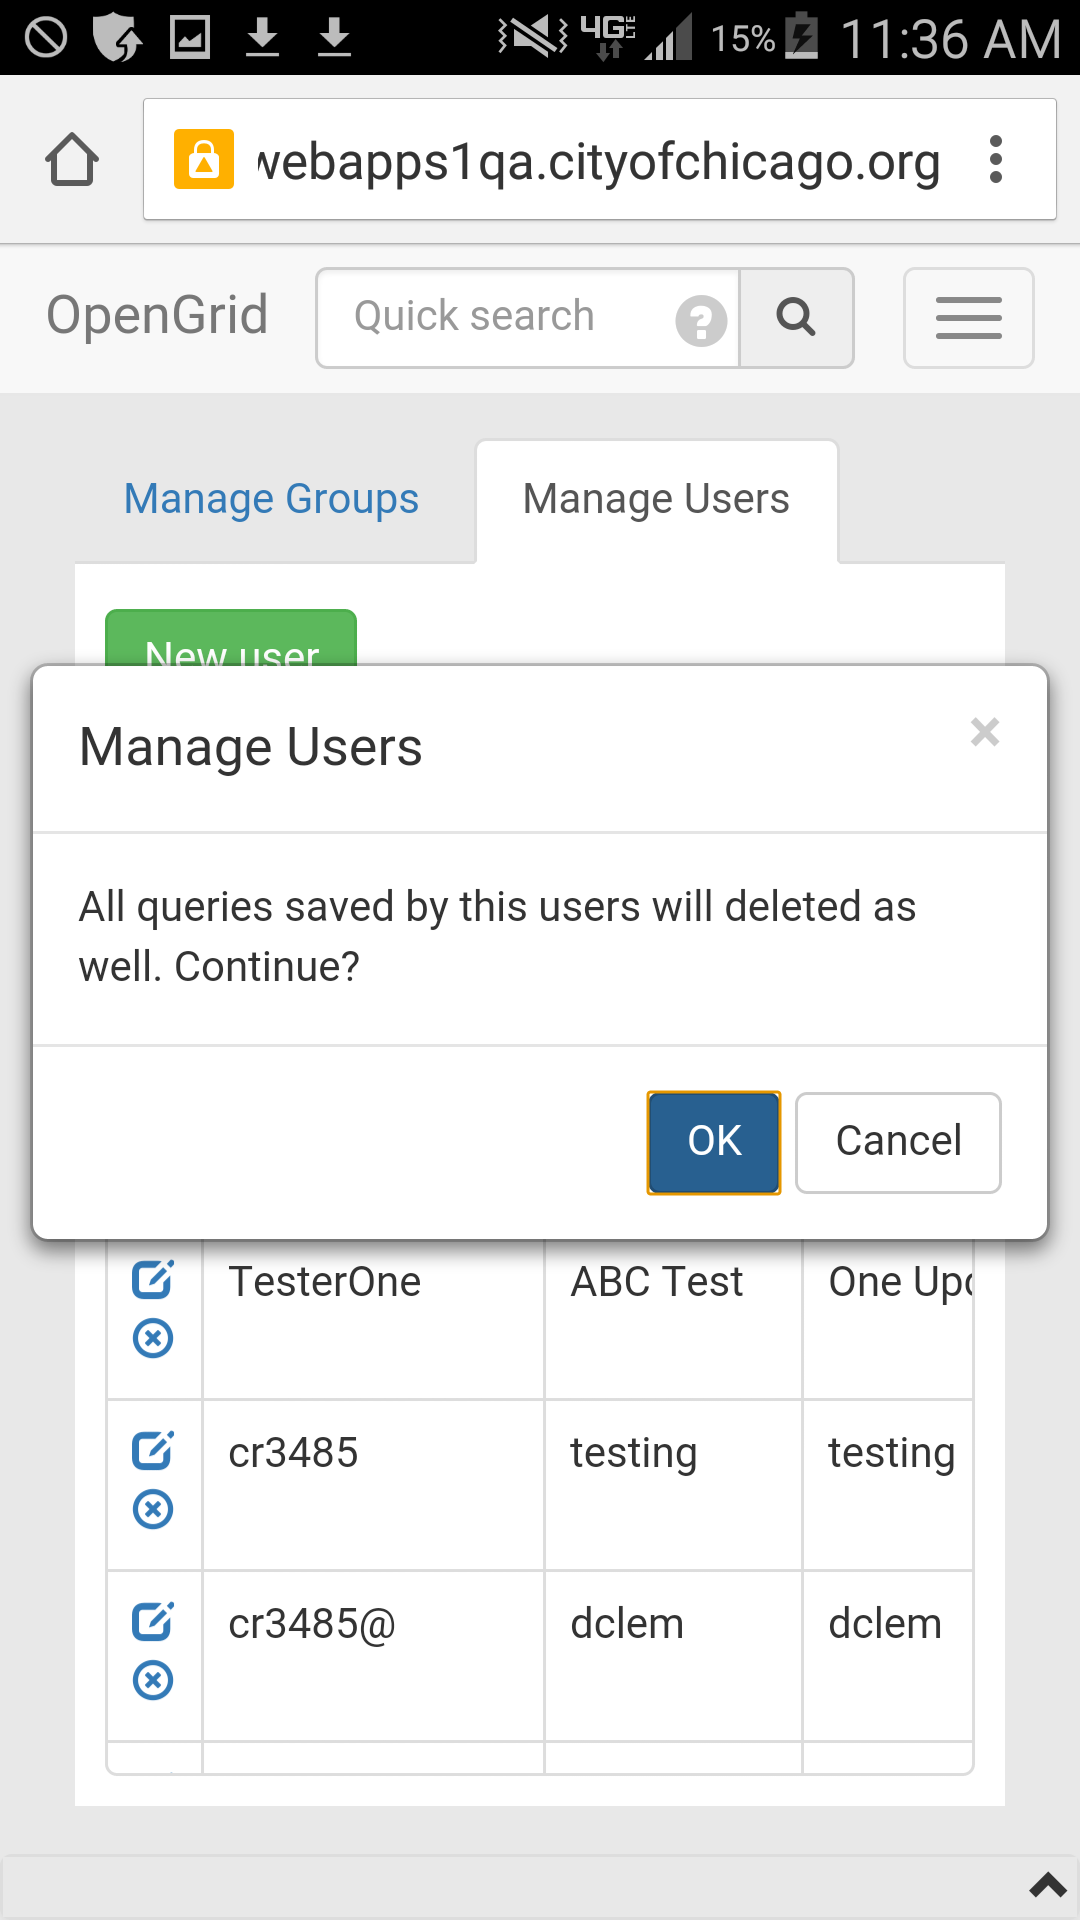 4G LTE 15% 11:36 AM
webapps1qa.cityofchicago.org
OpenGrid Quick search ?
Manage Groups Manage Users
New user
Manage Users ×
All queries saved by this users will deleted as
well. Continue?
OK Cancel
TesterOne ABC Test One Upd
cr3485 testing testing
cr3485@ dclem dclem